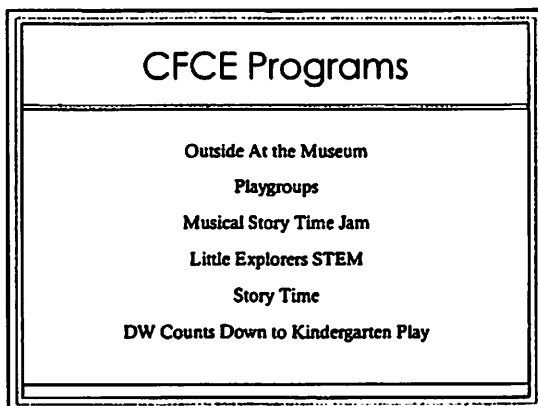 CFCE Programs
Outside At the Museum
Playgroups
Musical Story Time Jam
Little Explorers STEM
Story Time
DW Counts Down to Kindergarten Play